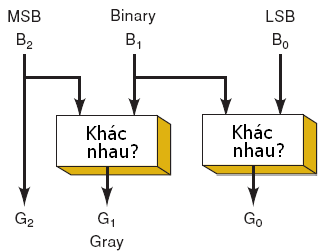 MSB Binary LSB
B₂ B₁ B₀
Khác nhau? Khác nhau?
G₂ G₁ G₀
Gray